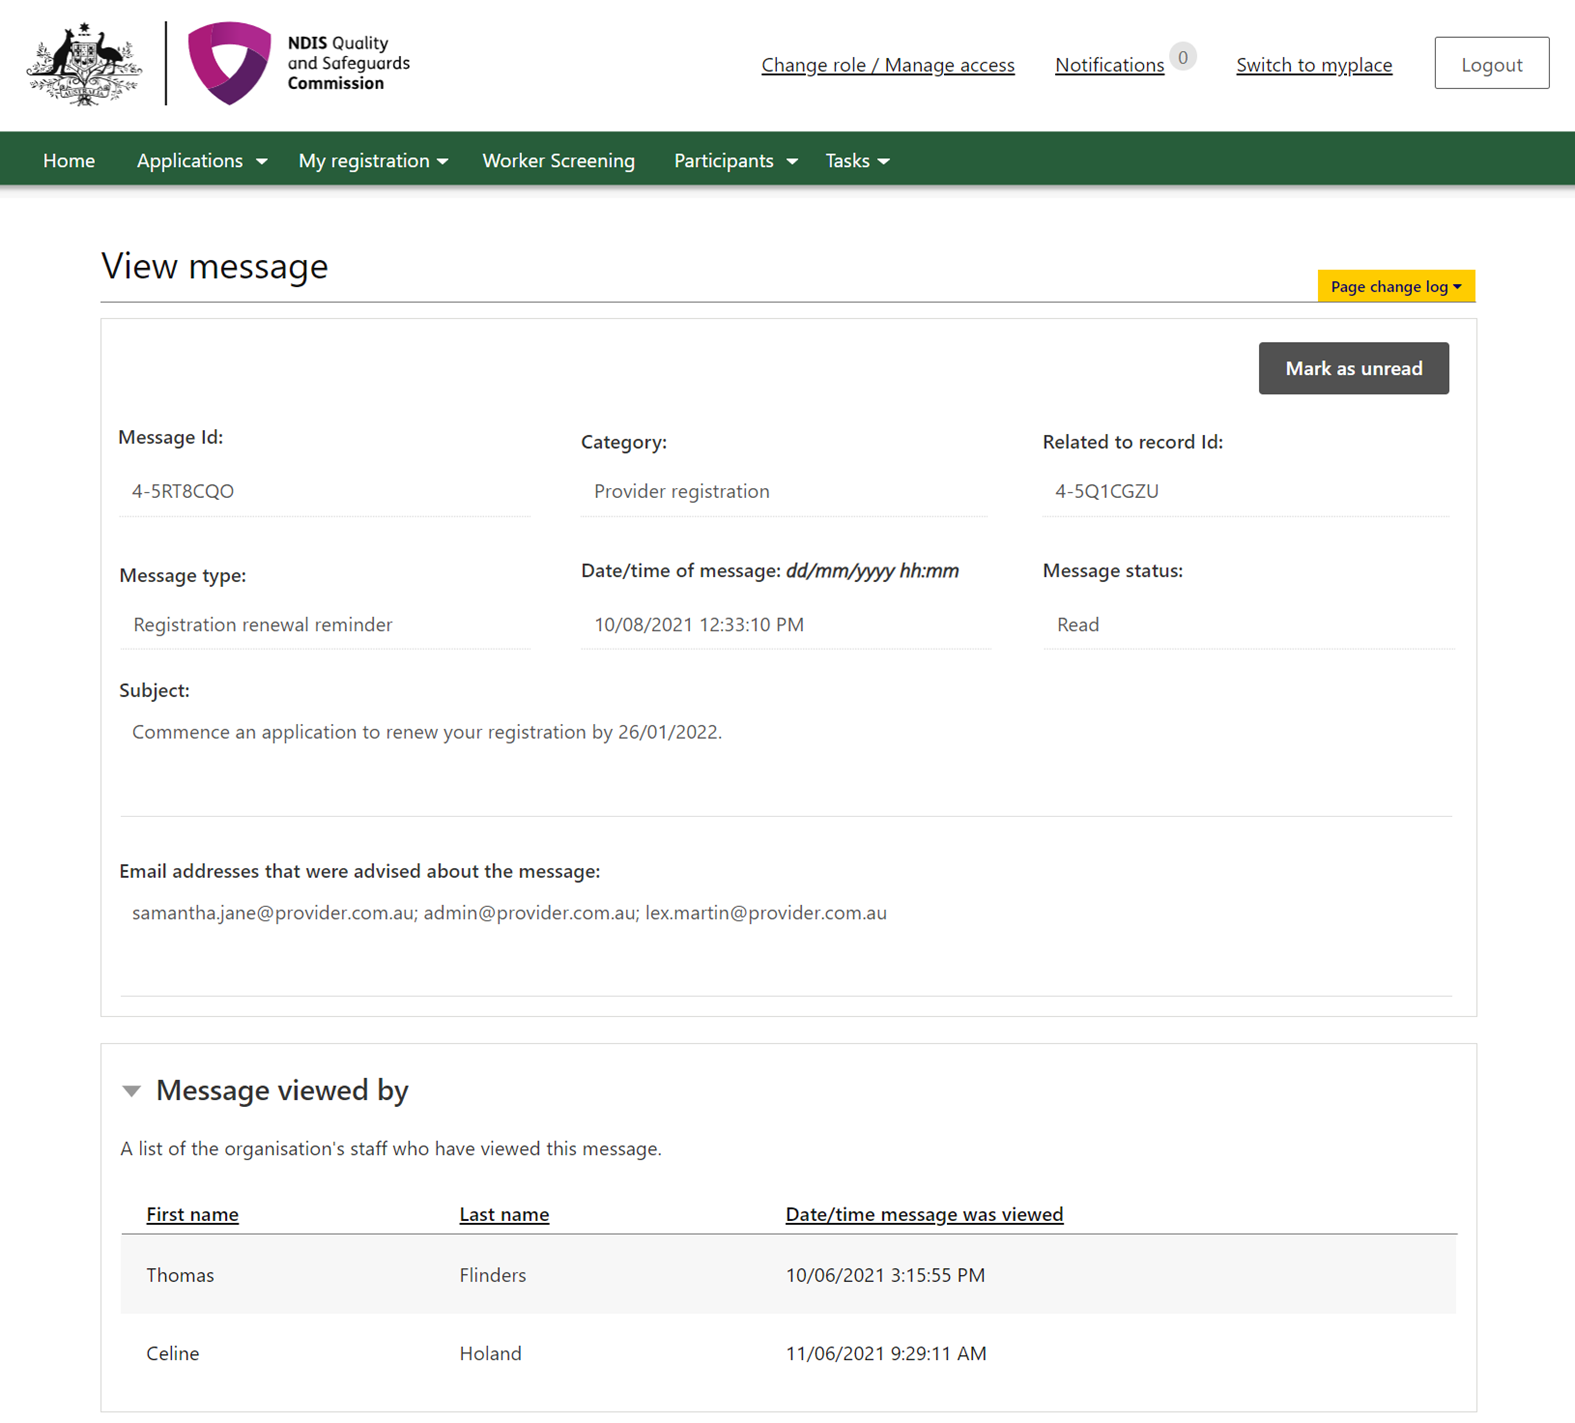 AUSTRALIA
NDIS Quality
and Safeguards
Commission
Change role / Manage access
Notifications 0
Switch to myplace
Logout
Home Applications My registration Worker Screening Participants Tasks
View message
Page change log
Mark as unread
Message Id: Category: Related to record Id:
4-5RT8CQO Provider registration 4-5Q1CGZU
Message type: Date/time of message: dd/mm/yyyy hh:mm Message status:
Registration renewal reminder 10/08/2021 12:33:10 PM Read
Subject:
Commence an application to renew your registration by 26/01/2022.
Email addresses that were advised about the message:
samantha.jane@provider.com.au; admin@provider.com.au; lex.martin@provider.com.au
Message viewed by
A list of the organisation's staff who have viewed this message.
First name Last name Date/time message was viewed
Thomas Flinders 10/06/2021 3:15:55 PM
Celine Holand 11/06/2021 9:29:11 AM